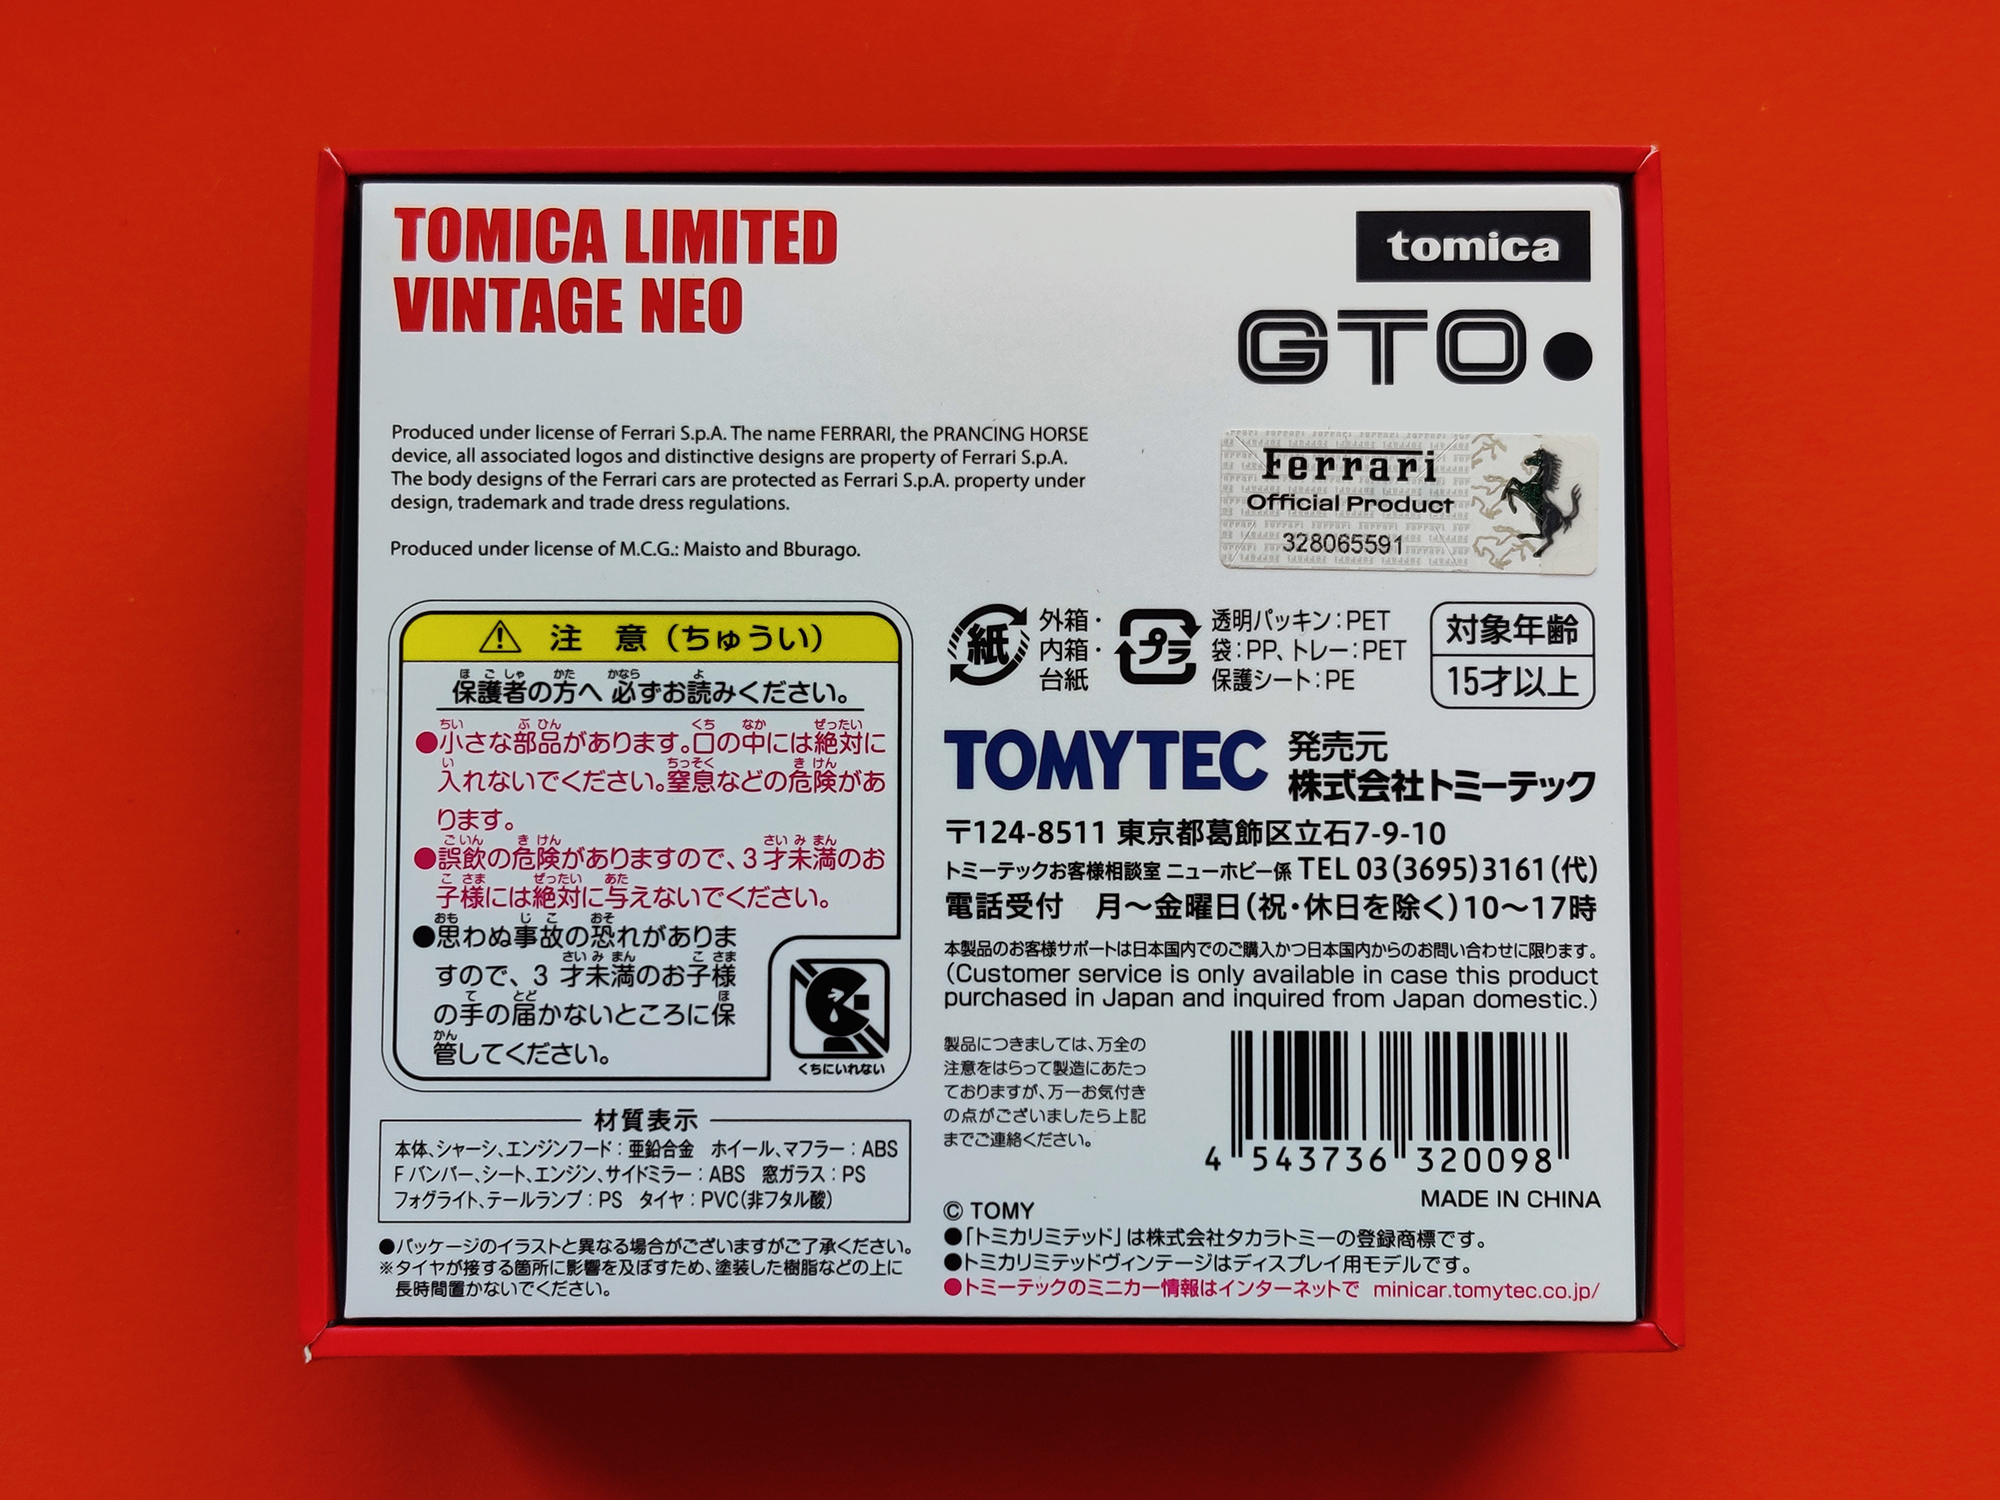 TOMICA LIMITED
VINTAGE NEO
tomica
GTO
Produced under license of Ferrari S.p.A. The name FERRARI, the PRANCING HORSE
device, all associated logos and distinctive designs are property of Ferrari S.p.A.
The body designs of the Ferrari cars are protected as Ferrari S.p.A. property under
design, trademark and trade dress regulations.
Produced under license of M.C.G.: Maisto and Bburago.
Ferrari
Official Product
328065591
注 意（ちゅうい）
保護者の方へ 必ずお読みください。
●小さな部品があります。口の中には絶対に
入れないでください。窒息などの危険があ
ります。
●誤飲の危険がありますので、3才未満のお
子様には絶対に与えないでください。
●思わぬ事故の恐れがありま
すので、3才未満のお子様
の手の届かないところに保
管してください。
くちにいれない
材質表示
本体、シャーシ、エンジンフード：亜鉛合金 ホイール、マフラー：ABS
Fバンパー、シート、エンジン、サイドミラー：ABS 窓ガラス：PS
フォグライト、テールランプ：PS タイヤ：PVC（非フタル酸）
●パッケージのイラストと異なる場合がございますがご了承ください。
※タイヤが接する箇所に影響を及ぼすため、塗装した樹脂などの上に
長時間置かないでください。
紙
外箱・
内箱・
台紙
プラ
透明パッキン：PET
袋：PP、トレー：PET
保護シート：PE
対象年齢
15才以上
TOMYTEC
発売元
株式会社トミーテック
〒124-8511 東京都葛飾区立石7-9-10
トミーテックお客様相談室 ニューホビー係 TEL 03(3695)3161(代)
電話受付 月～金曜日（祝・休日を除く）10～17時
本製品のお客様サポートは日本国内でのご購入かつ日本国内からのお問い合わせに限ります。
(Customer service is only available in case this product
purchased in Japan and inquired from Japan domestic.)
製品につきましては、万全の
注意をはらって製造にあたっ
ておりますが、万一お気付き
の点がございましたら上記
までご連絡ください。
4 543736 320098
MADE IN CHINA
© TOMY
●「トミカリミテッド」は株式会社タカラトミーの登録商標です。
●トミカリミテッドヴィンテージはディスプレイ用モデルです。
●トミーテックのミニカー情報はインターネットで minicar.tomytec.co.jp/